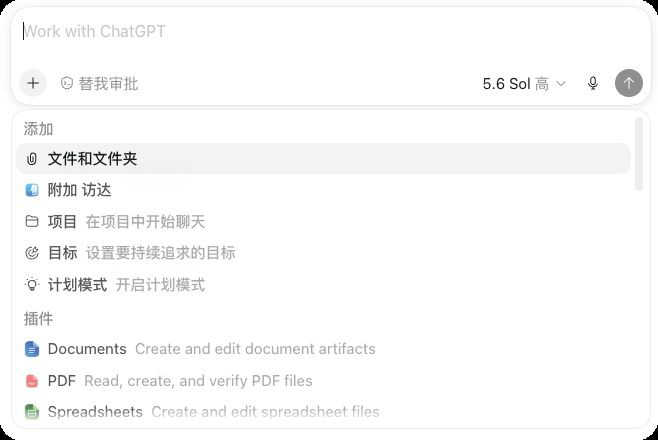 Work with ChatGPT
替我审批 5.6 Sol 高
添加
文件和文件夹
附加 访达
项目 在项目中开始聊天
目标 设置要持续追求的目标
计划模式 开启计划模式
插件
Documents Create and edit document artifacts
PDF Read, create, and verify PDF files
Spreadsheets Create and edit spreadsheet files